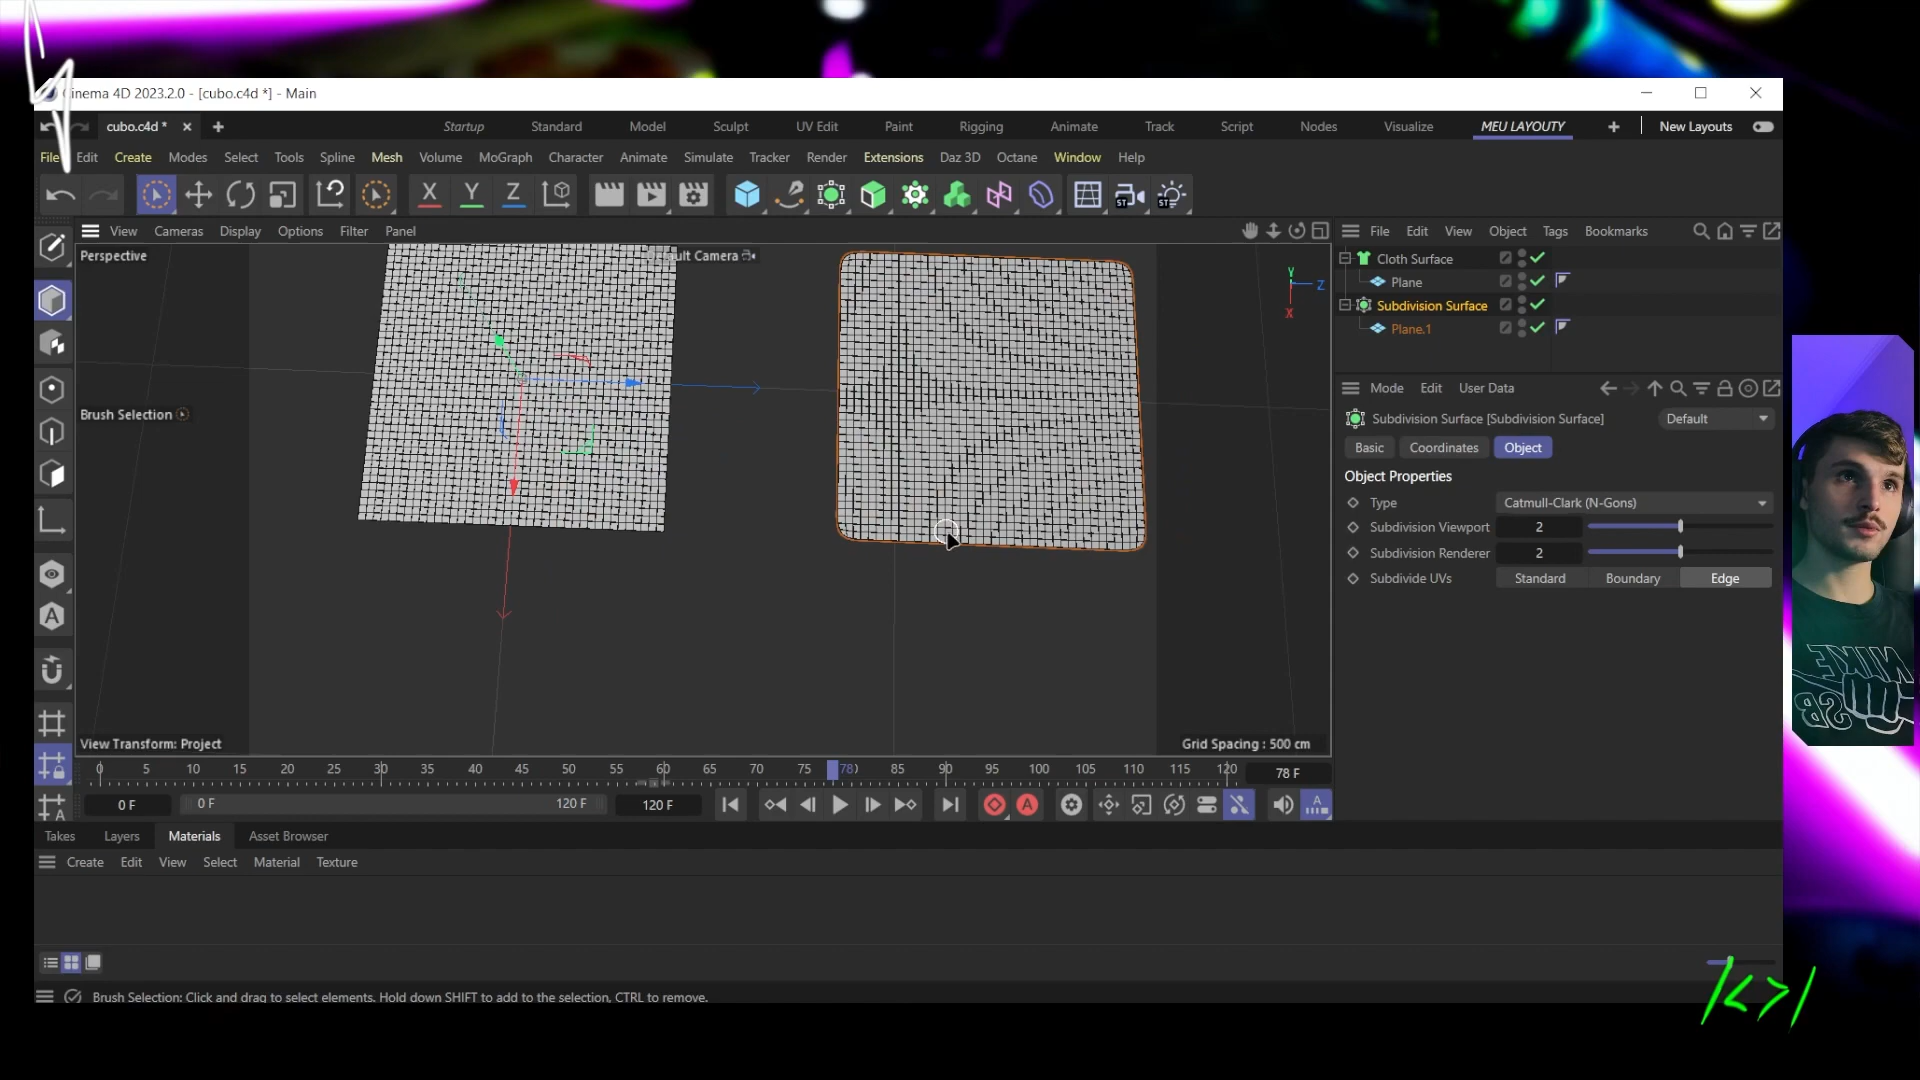 Cinema 4D 2023.2.0 - [cubo.c4d *] - Main
cubo.c4d * Startup Standard Model Sculpt UV Edit Paint Rigging Animate Track Script Nodes Visualize MEU LAYOUTY New Layouts
File Edit Create Modes Select Tools Spline Mesh Volume MoGraph Character Animate Simulate Tracker Render Extensions Daz 3D Octane Window Help
X Y Z ST ST
View Cameras Display Options Filter Panel
File Edit View Object Tags Bookmarks
Perspective
Default Camera
Cloth Surface
Plane
Subdivision Surface
Plane.1
Y
Z
X
Mode Edit User Data
Brush Selection
Subdivision Surface [Subdivision Surface] Default
Basic Coordinates Object
Object Properties
Type Catmull-Clark (N-Gons)
Subdivision Viewport 2
Subdivision Renderer 2
Subdivide UVs Standard Boundary Edge
View Transform: Project
Grid Spacing : 500 cm
0 5 10 15 20 25 30 35 40 45 50 55 60 65 70 75 78 85 90 95 100 105 110 115 120 78 F
0 F 0 F 120 F 120 F
Takes Layers Materials Asset Browser
Create Edit View Select Material Texture
Brush Selection: Click and drag to select elements. Hold down SHIFT to add to the selection, CTRL to remove.
NIKE
SB